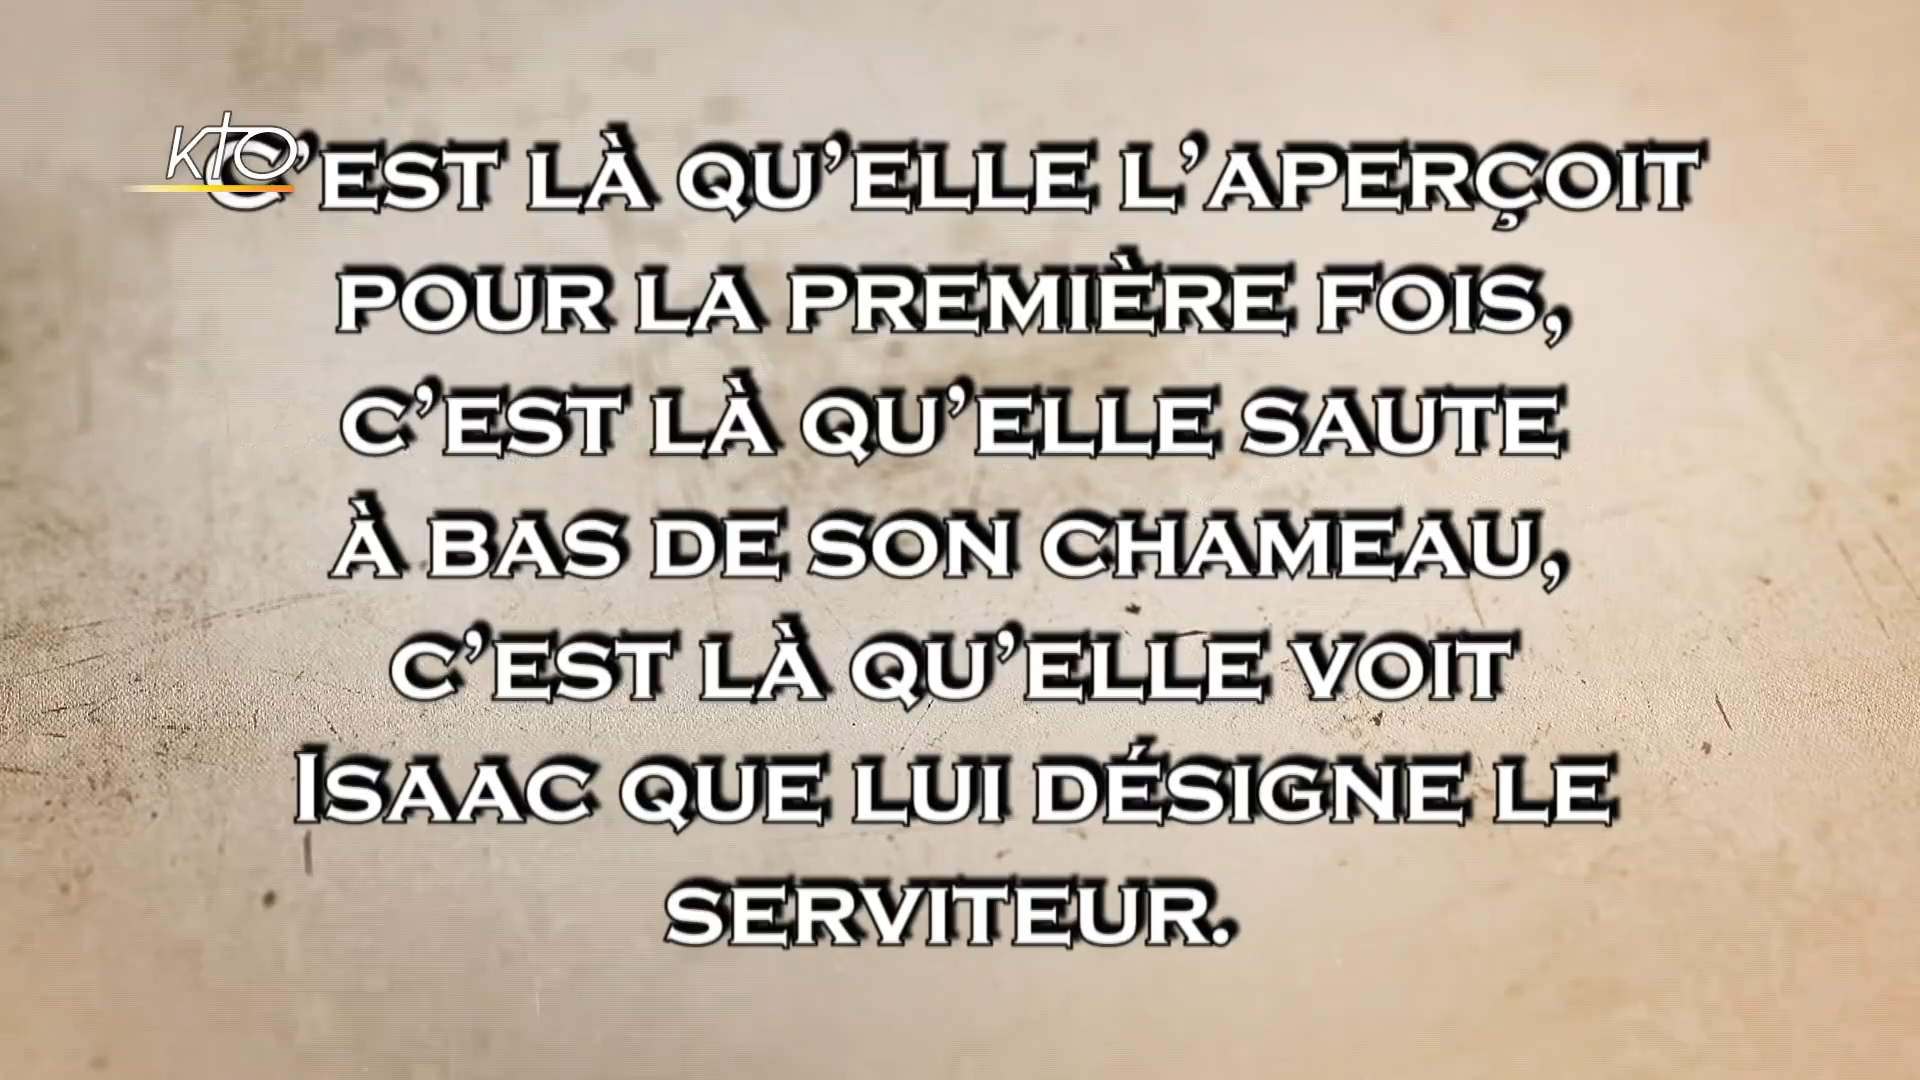 KTO
C’EST LÀ QU’ELLE L’APERÇOIT
POUR LA PREMIÈRE FOIS,
C’EST LÀ QU’ELLE SAUTE
À BAS DE SON CHAMEAU,
C’EST LÀ QU’ELLE VOIT
ISAAC QUE LUI DÉSIGNE LE
SERVITEUR.